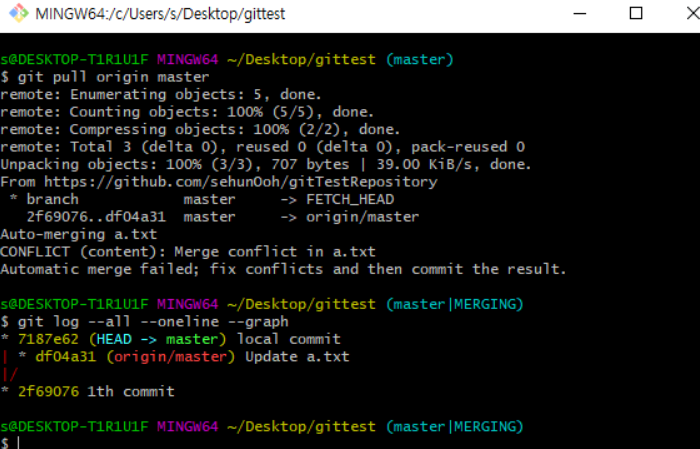 MINGW64:/c/Users/s/Desktop/gittest
s@DESKTOP-T1R1U1F MINGW64 ~/Desktop/gittest (master)
$ git pull origin master
remote: Enumerating objects: 5, done.
remote: Counting objects: 100% (5/5), done.
remote: Compressing objects: 100% (2/2), done.
remote: Total 3 (delta 0), reused 0 (delta 0), pack-reused 0
Unpacking objects: 100% (3/3), 707 bytes | 39.00 KiB/s, done.
From https://github.com/sehunOoh/gitTestRepository
 * branch            master     -> FETCH_HEAD
   2f69076..df04a31  master     -> origin/master
Auto-merging a.txt
CONFLICT (content): Merge conflict in a.txt
Automatic merge failed; fix conflicts and then commit the result.
s@DESKTOP-T1R1U1F MINGW64 ~/Desktop/gittest (master|MERGING)
$ git log --all --oneline --graph
* 7187e62 (HEAD -> master) local commit
| * df04a31 (origin/master) Update a.txt
|/
* 2f69076 1th commit
s@DESKTOP-T1R1U1F MINGW64 ~/Desktop/gittest (master|MERGING)
$